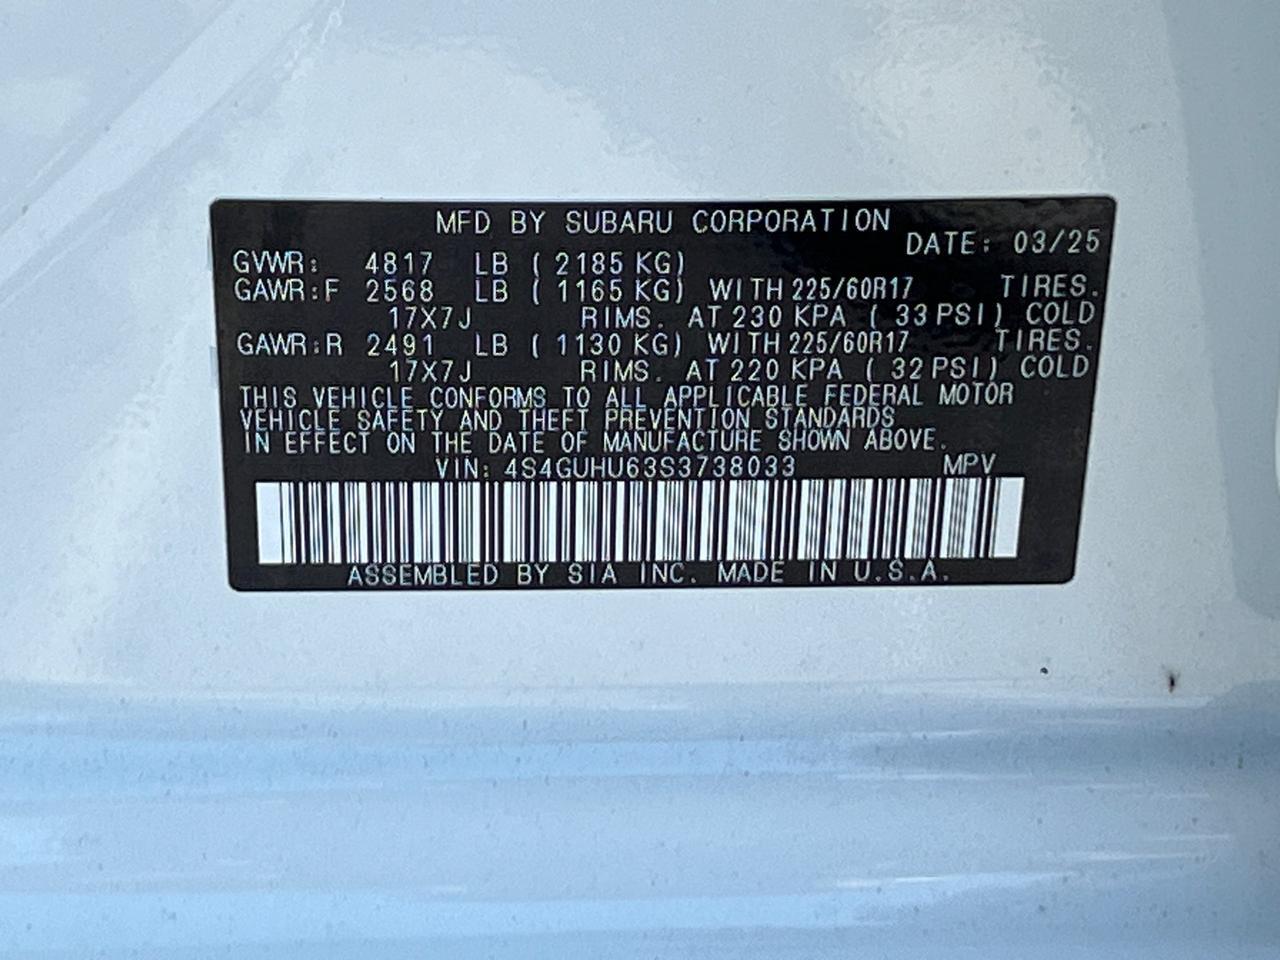 MFD BY SUBARU CORPORATION
DATE: 03/25
GVWR: 4817 LB ( 2185 KG)
GAWR:F 2568 LB ( 1165 KG) WITH 225/60R17 TIRES.
17X7J RIMS. AT 230 KPA ( 33 PSI) COLD
GAWR:R 2491 LB ( 1130 KG) WITH 225/60R17 TIRES.
17X7J RIMS. AT 220 KPA ( 32 PSI) COLD
THIS VEHICLE CONFORMS TO ALL APPLICABLE FEDERAL MOTOR
VEHICLE SAFETY AND THEFT PREVENTION STANDARDS
IN EFFECT ON THE DATE OF MANUFACTURE SHOWN ABOVE.
VIN: 4S4GUHU63S3738033 MPV
ASSEMBLED BY SIA INC. MADE IN U.S.A.